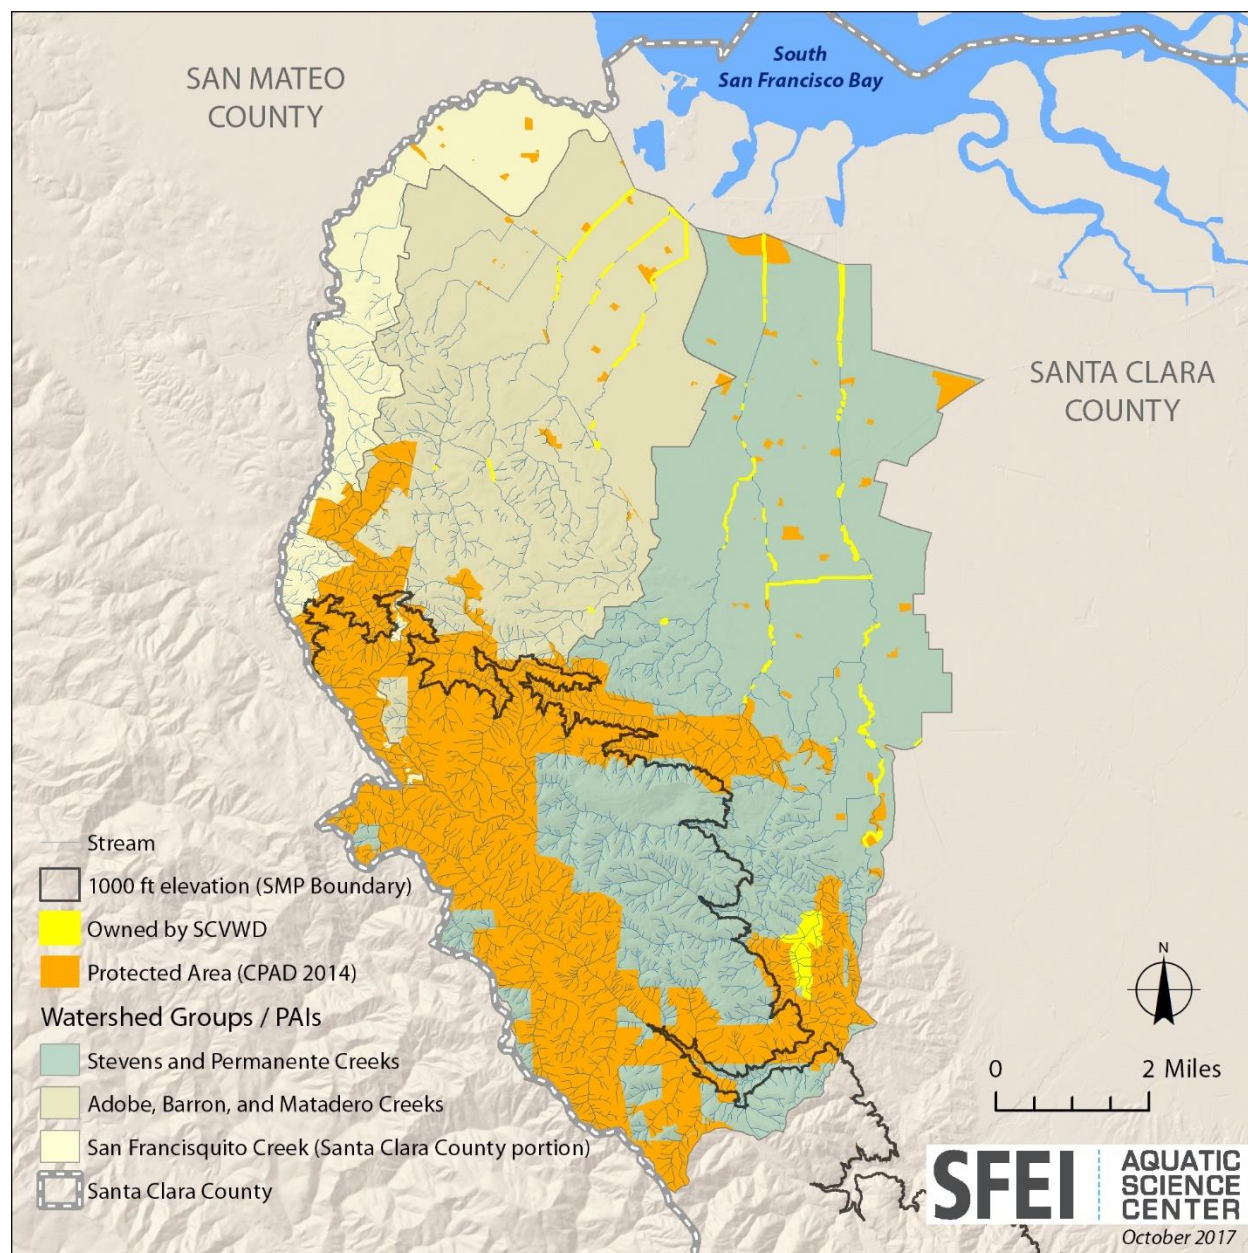 South
San Francisco Bay
SAN MATEO
COUNTY
SANTA CLARA
COUNTY
Stream
1000 ft elevation (SMP Boundary)
Owned by SCVWD
Protected Area (CPAD 2014)
Watershed Groups / PAIs
Stevens and Permanente Creeks
Adobe, Barron, and Matadero Creeks
San Francisquito Creek (Santa Clara County portion)
Santa Clara County
N
0 2 Miles
SFEI
AQUATIC
SCIENCE
CENTER
October 2017